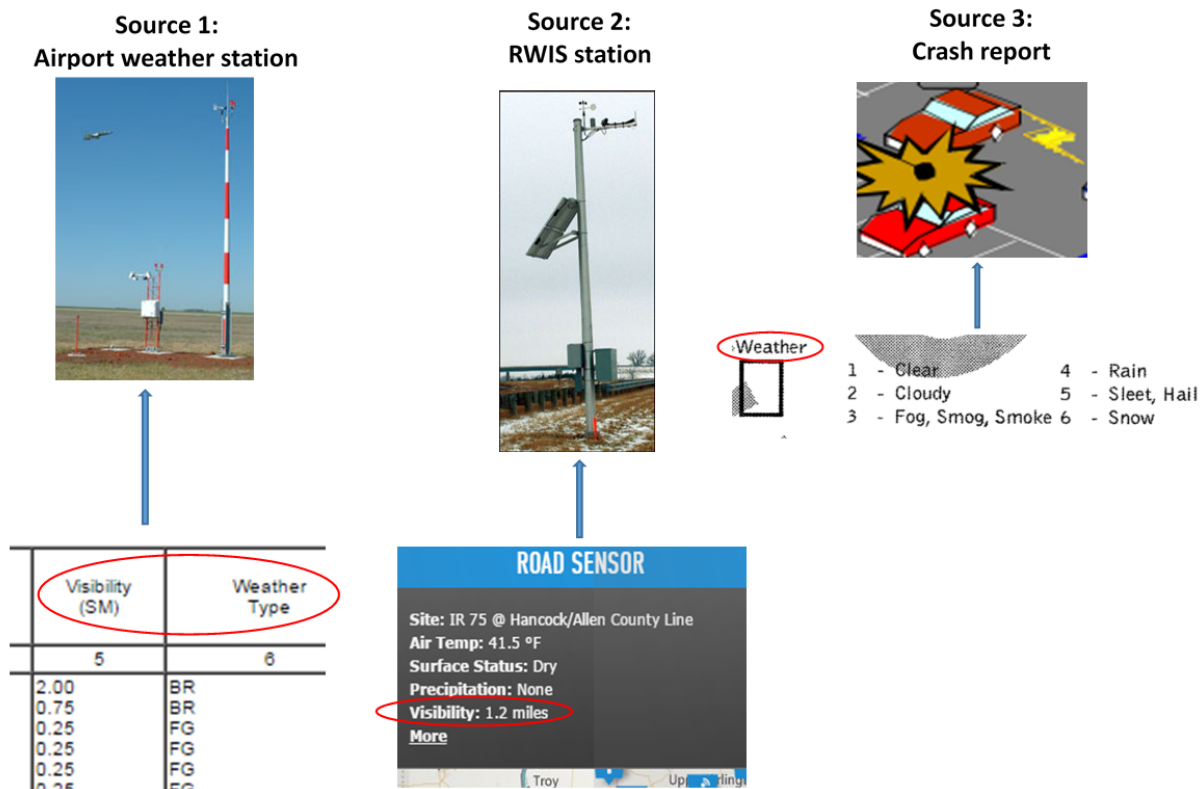 Source 1:
Airport weather station
Source 2:
RWIS station
Source 3:
Crash report
Weather
1 - Clear
2 - Cloudy
3 - Fog, Smog, Smoke
4 - Rain
5 - Sleet, Hail
6 - Snow
Visibility
(SM)
Weather
Type
5
6
2.00 BR
0.75 BR
0.25 FG
0.25 FG
0.25 FG
0.25 FG
ROAD SENSOR
Site: IR 75 @ Hancock/Allen County Line
Air Temp: 41.5 °F
Surface Status: Dry
Precipitation: None
Visibility: 1.2 miles
More
Troy